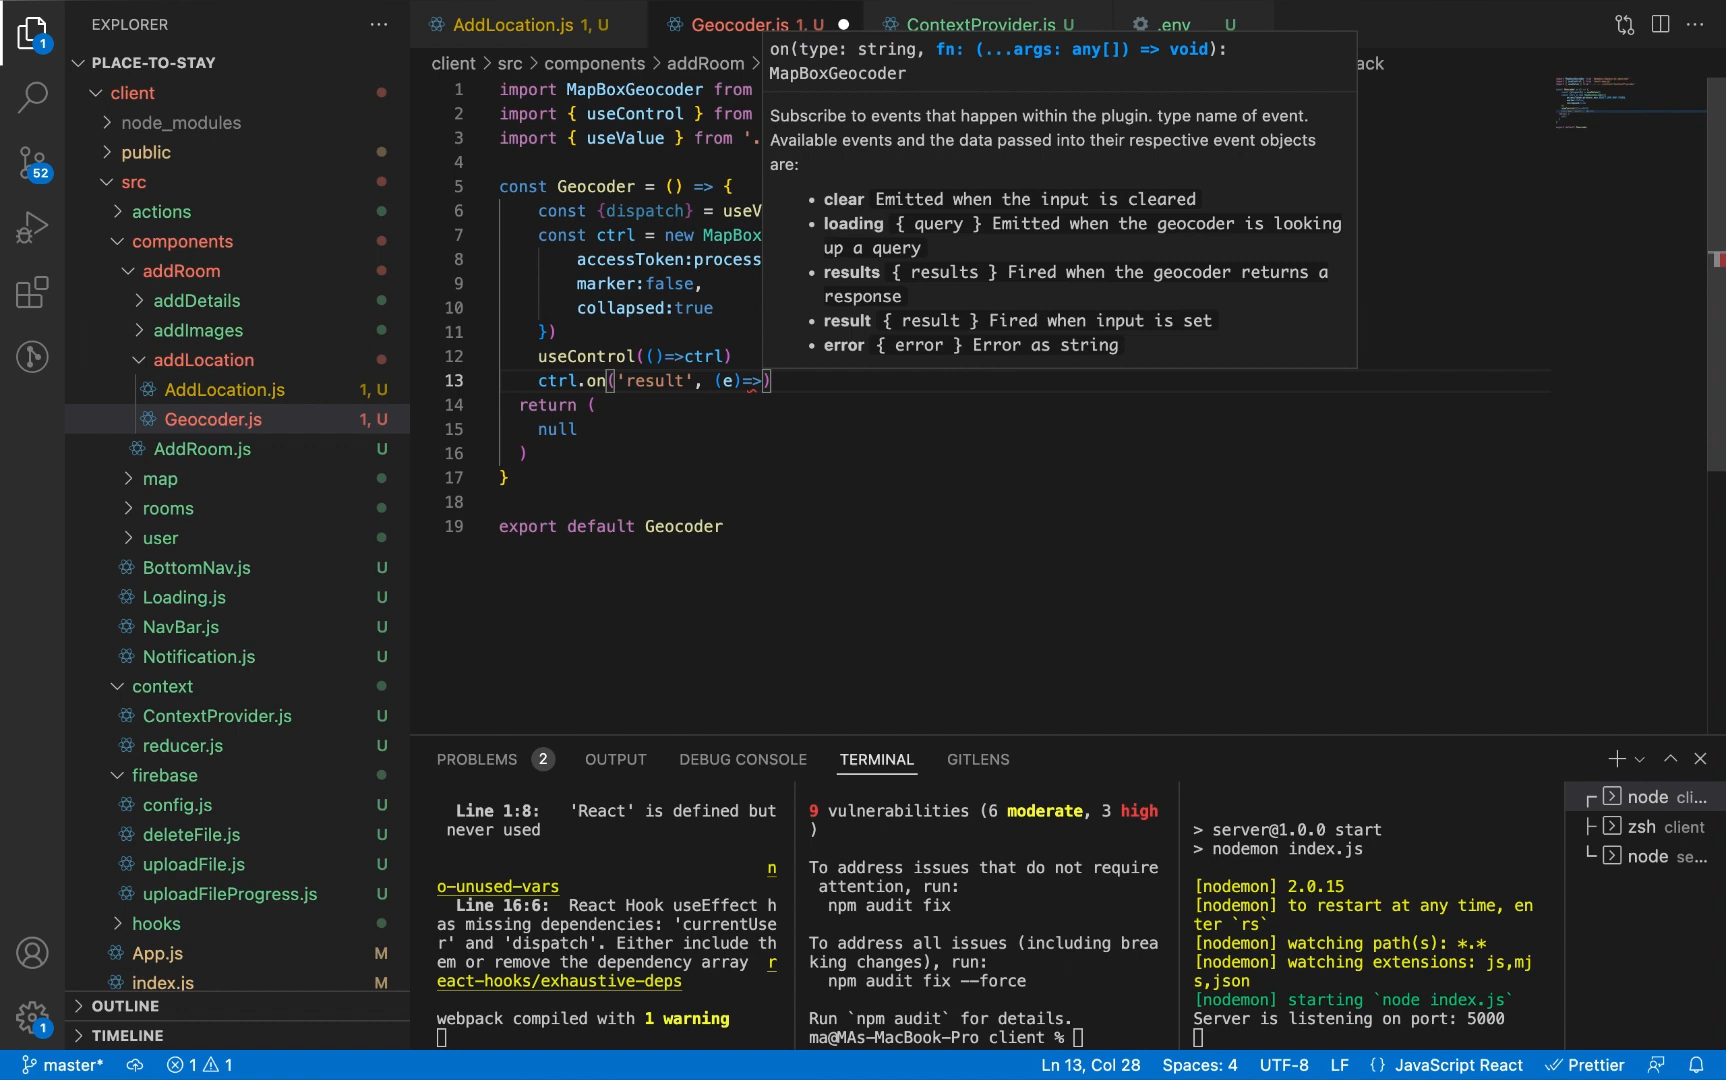 EXPLORER
PLACE-TO-STAY
client
node_modules
public
src
actions
components
addRoom
addDetails
addImages
addLocation
AddLocation.js 1, U
Geocoder.js 1, U
AddRoom.js U
map
rooms
user
BottomNav.js U
Loading.js U
NavBar.js U
Notification.js U
context
ContextProvider.js U
reducer.js U
firebase
config.js U
deleteFile.js U
uploadFile.js U
uploadFileProgress.js U
hooks
App.js M
index.js M
OUTLINE
TIMELINE
1
52
1
AddLocation.js 1, U Geocoder.js 1, U ContextProvider.js U .env U
client > src > components > addRoom > ack
1 import MapBoxGeocoder from
2 import { useControl } from
3 import { useValue } from '.
4
5 const Geocoder = () => {
6 const {dispatch} = useV
7 const ctrl = new MapBox
8 accessToken:process
9 marker:false,
10 collapsed:true
11 })
12 useControl(()=>ctrl)
13 ctrl.on('result', (e)=>)
14 return (
15 null
16 )
17 }
18
19 export default Geocoder
on(type: string, fn: (...args: any[]) => void):
MapBoxGeocoder
Subscribe to events that happen within the plugin. type name of event.
Available events and the data passed into their respective event objects
are:
• clear Emitted when the input is cleared
• loading { query } Emitted when the geocoder is looking
up a query
• results { results } Fired when the geocoder returns a
response
• result { result } Fired when input is set
• error { error } Error as string
PROBLEMS 2 OUTPUT DEBUG CONSOLE TERMINAL GITLENS
Line 1:8: 'React' is defined but
never used
n
o-unused-vars
Line 16:6: React Hook useEffect h
as missing dependencies: 'currentUse
r' and 'dispatch'. Either include th
em or remove the dependency array r
eact-hooks/exhaustive-deps
webpack compiled with 1 warning
9 vulnerabilities (6 moderate, 3 high
)
To address issues that do not require
attention, run:
npm audit fix
To address all issues (including brea
king changes), run:
npm audit fix --force
Run `npm audit` for details.
ma@MAs-MacBook-Pro client %
> server@1.0.0 start
> nodemon index.js
[nodemon] 2.0.15
[nodemon] to restart at any time, en
ter `rs`
[nodemon] watching path(s): *.*
[nodemon] watching extensions: js,mj
s,json
[nodemon] starting `node index.js`
Server is listening on port: 5000
node cli...
zsh client
node se...
master* 1 1 Ln 13, Col 28 Spaces: 4 UTF-8 LF {} JavaScript React Prettier